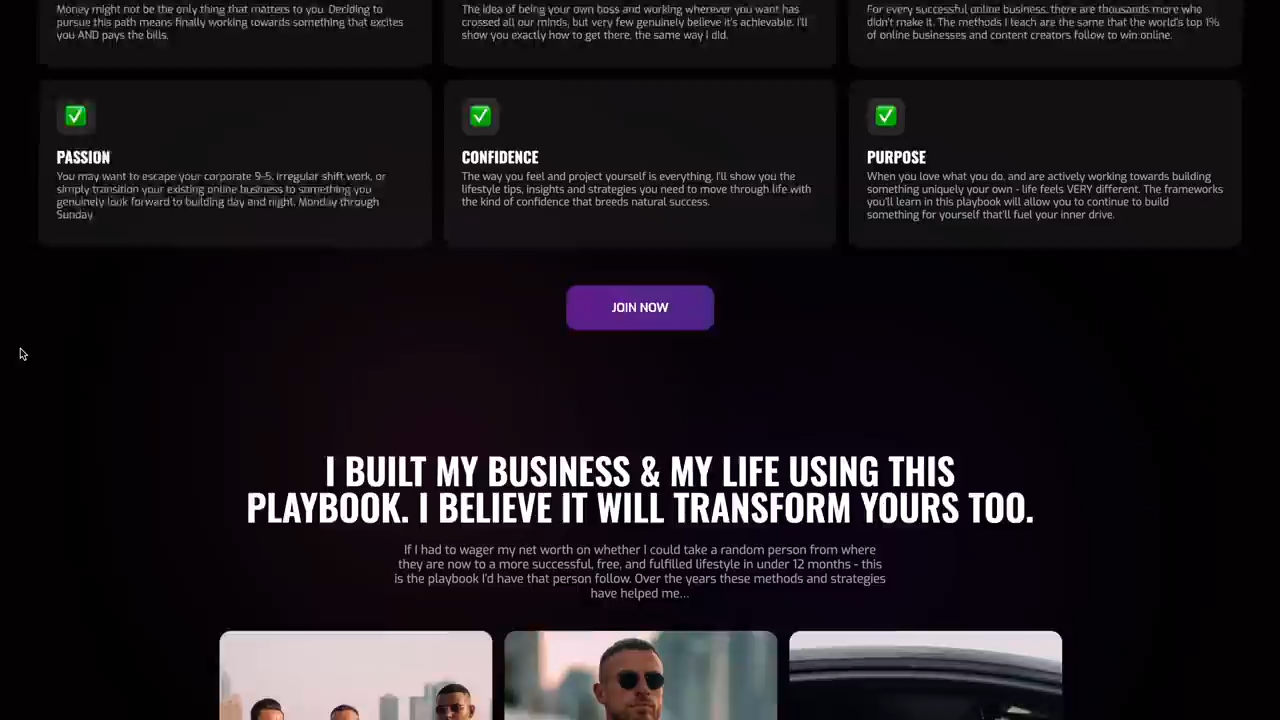 Money might not be the only thing that matters to you. Deciding to
pursue this path means finally working towards something that excites
you AND pays the bills.
The idea of being your own boss and working wherever you want has
crossed all our minds, but very few genuinely believe it's achievable. I'll
show you exactly how to get there, the same way I did.
For every successful online business, there are thousands more who
didn't make it. The methods I teach are the same that the world's top 1%
of online businesses and content creators follow to win online.
PASSION
You may want to escape your corporate 9-5, irregular shift work, or
simply transition your existing online business to something you
genuinely look forward to building day and night, Monday through
Sunday
CONFIDENCE
The way you feel and project yourself is everything. I'll show you the
lifestyle tips, insights and strategies you need to move through life with
the kind of confidence that breeds natural success.
PURPOSE
When you love what you do, and are actively working towards building
something uniquely your own - life feels VERY different. The frameworks
you'll learn in this playbook will allow you to continue to build
something for yourself that'll fuel your inner drive.
JOIN NOW
I BUILT MY BUSINESS & MY LIFE USING THIS
PLAYBOOK. I BELIEVE IT WILL TRANSFORM YOURS TOO.
If I had to wager my net worth on whether I could take a random person from where
they are now to a more successful, free, and fulfilled lifestyle in under 12 months - this
is the playbook I'd have that person follow. Over the years these methods and strategies
have helped me...